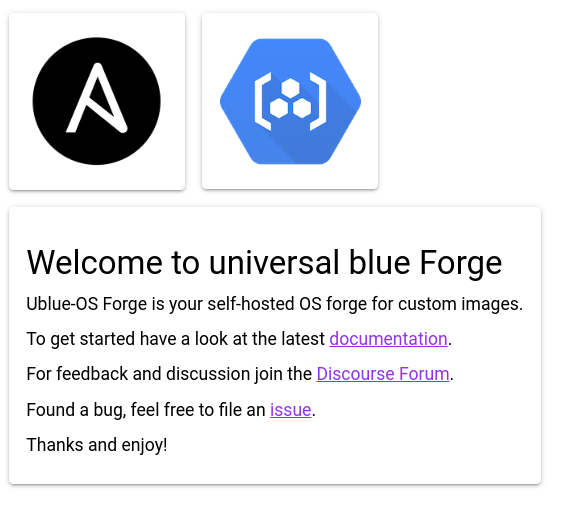 Welcome to universal blue Forge
Ublue-OS Forge is your self-hosted OS forge for custom images.
To get started have a look at the latest documentation.
For feedback and discussion join the Discourse Forum.
Found a bug, feel free to file an issue.
Thanks and enjoy!